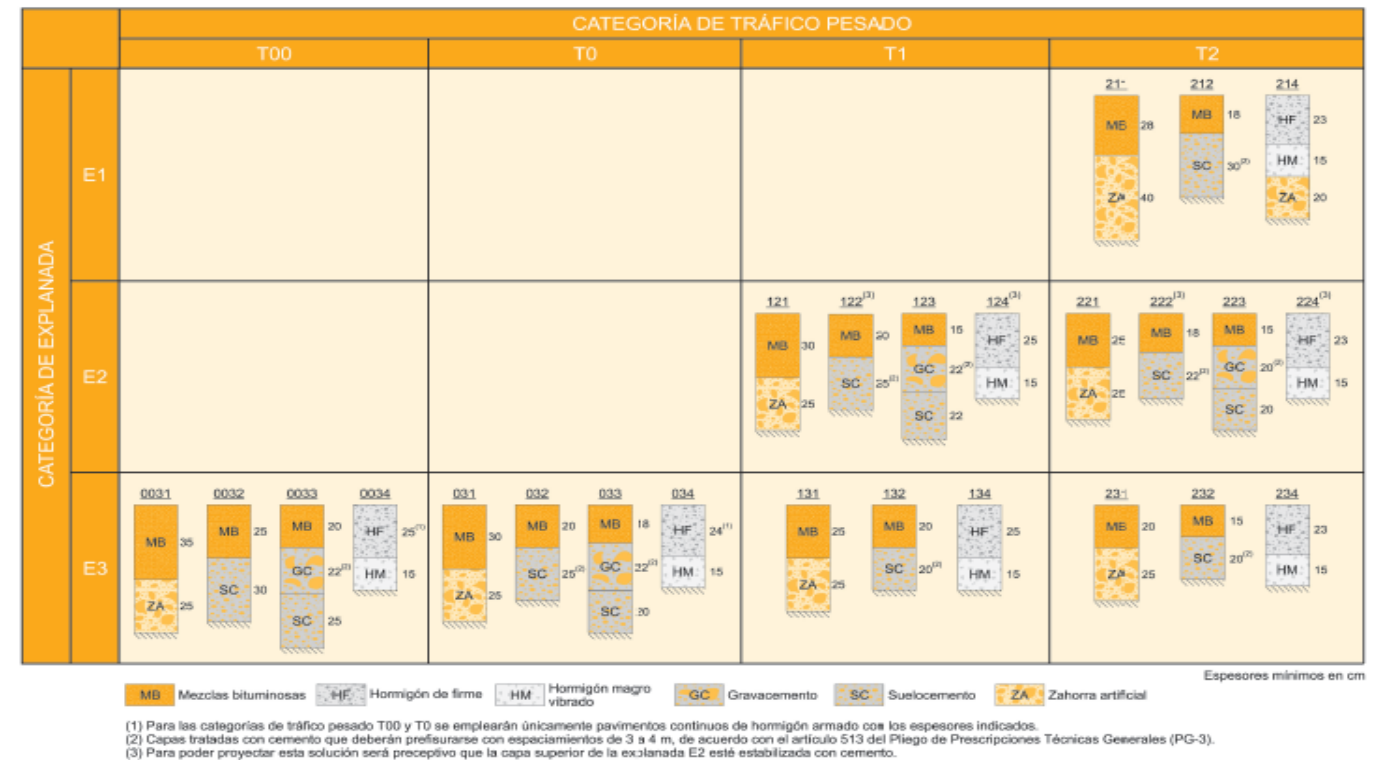 CATEGORÍA DE TRÁFICO PESADO
T00 T0 T1 T2
CATEGORÍA DE EXPLANADA
E1
212 214
MB 28 MB 18 HF 23
ZA 40 SC 30(2) HM 15
ZA 20
E2
121 122(3) 123 124(3) 221 222(3) 223 224(3)
MB 30 MB 20 MB 15 HF 25 MB 25 MB 18 MB 15 HF 23
ZA 25 SC 25(2) GC 22(2) HM 15 ZA 25 SC 22(2) GC 20(2) HM 15
SC 22 SC 20
E3
0031 0032 0033 0034 031 032 033 034 131 132 134 231 232 234
MB 35 MB 25 MB 20 HF 25(1) MB 30 MB 20 MB 18 HF 24(1) MB 25 MB 20 HF 25 MB 20 MB 15 HF 23
ZA 25 SC 30 GC 22(2) HM 15 ZA 25 SC 25(2) GC 22(2) HM 15 ZA 25 SC 20(2) HM 15 ZA 25 SC 20(2) HM 15
SC 25 SC 20
Espesores mínimos en cm
MB Mezclas bituminosas HF Hormigón de firme HM Hormigón magro vibrado GC Gravacemento SC Suelocemento ZA Zahorra artificial
(1) Para las categorías de tráfico pesado T00 y T0 se emplearán únicamente pavimentos continuos de hormigón armado con los espesores indicados.
(2) Capas tratadas con cemento que deberán prefisurarse con espaciamientos de 3 a 4 m, de acuerdo con el artículo 513 del Pliego de Prescripciones Técnicas Generales (PG-3).
(3) Para poder proyectar esta solución será preceptivo que la capa superior de la explanada E2 esté estabilizada con cemento.